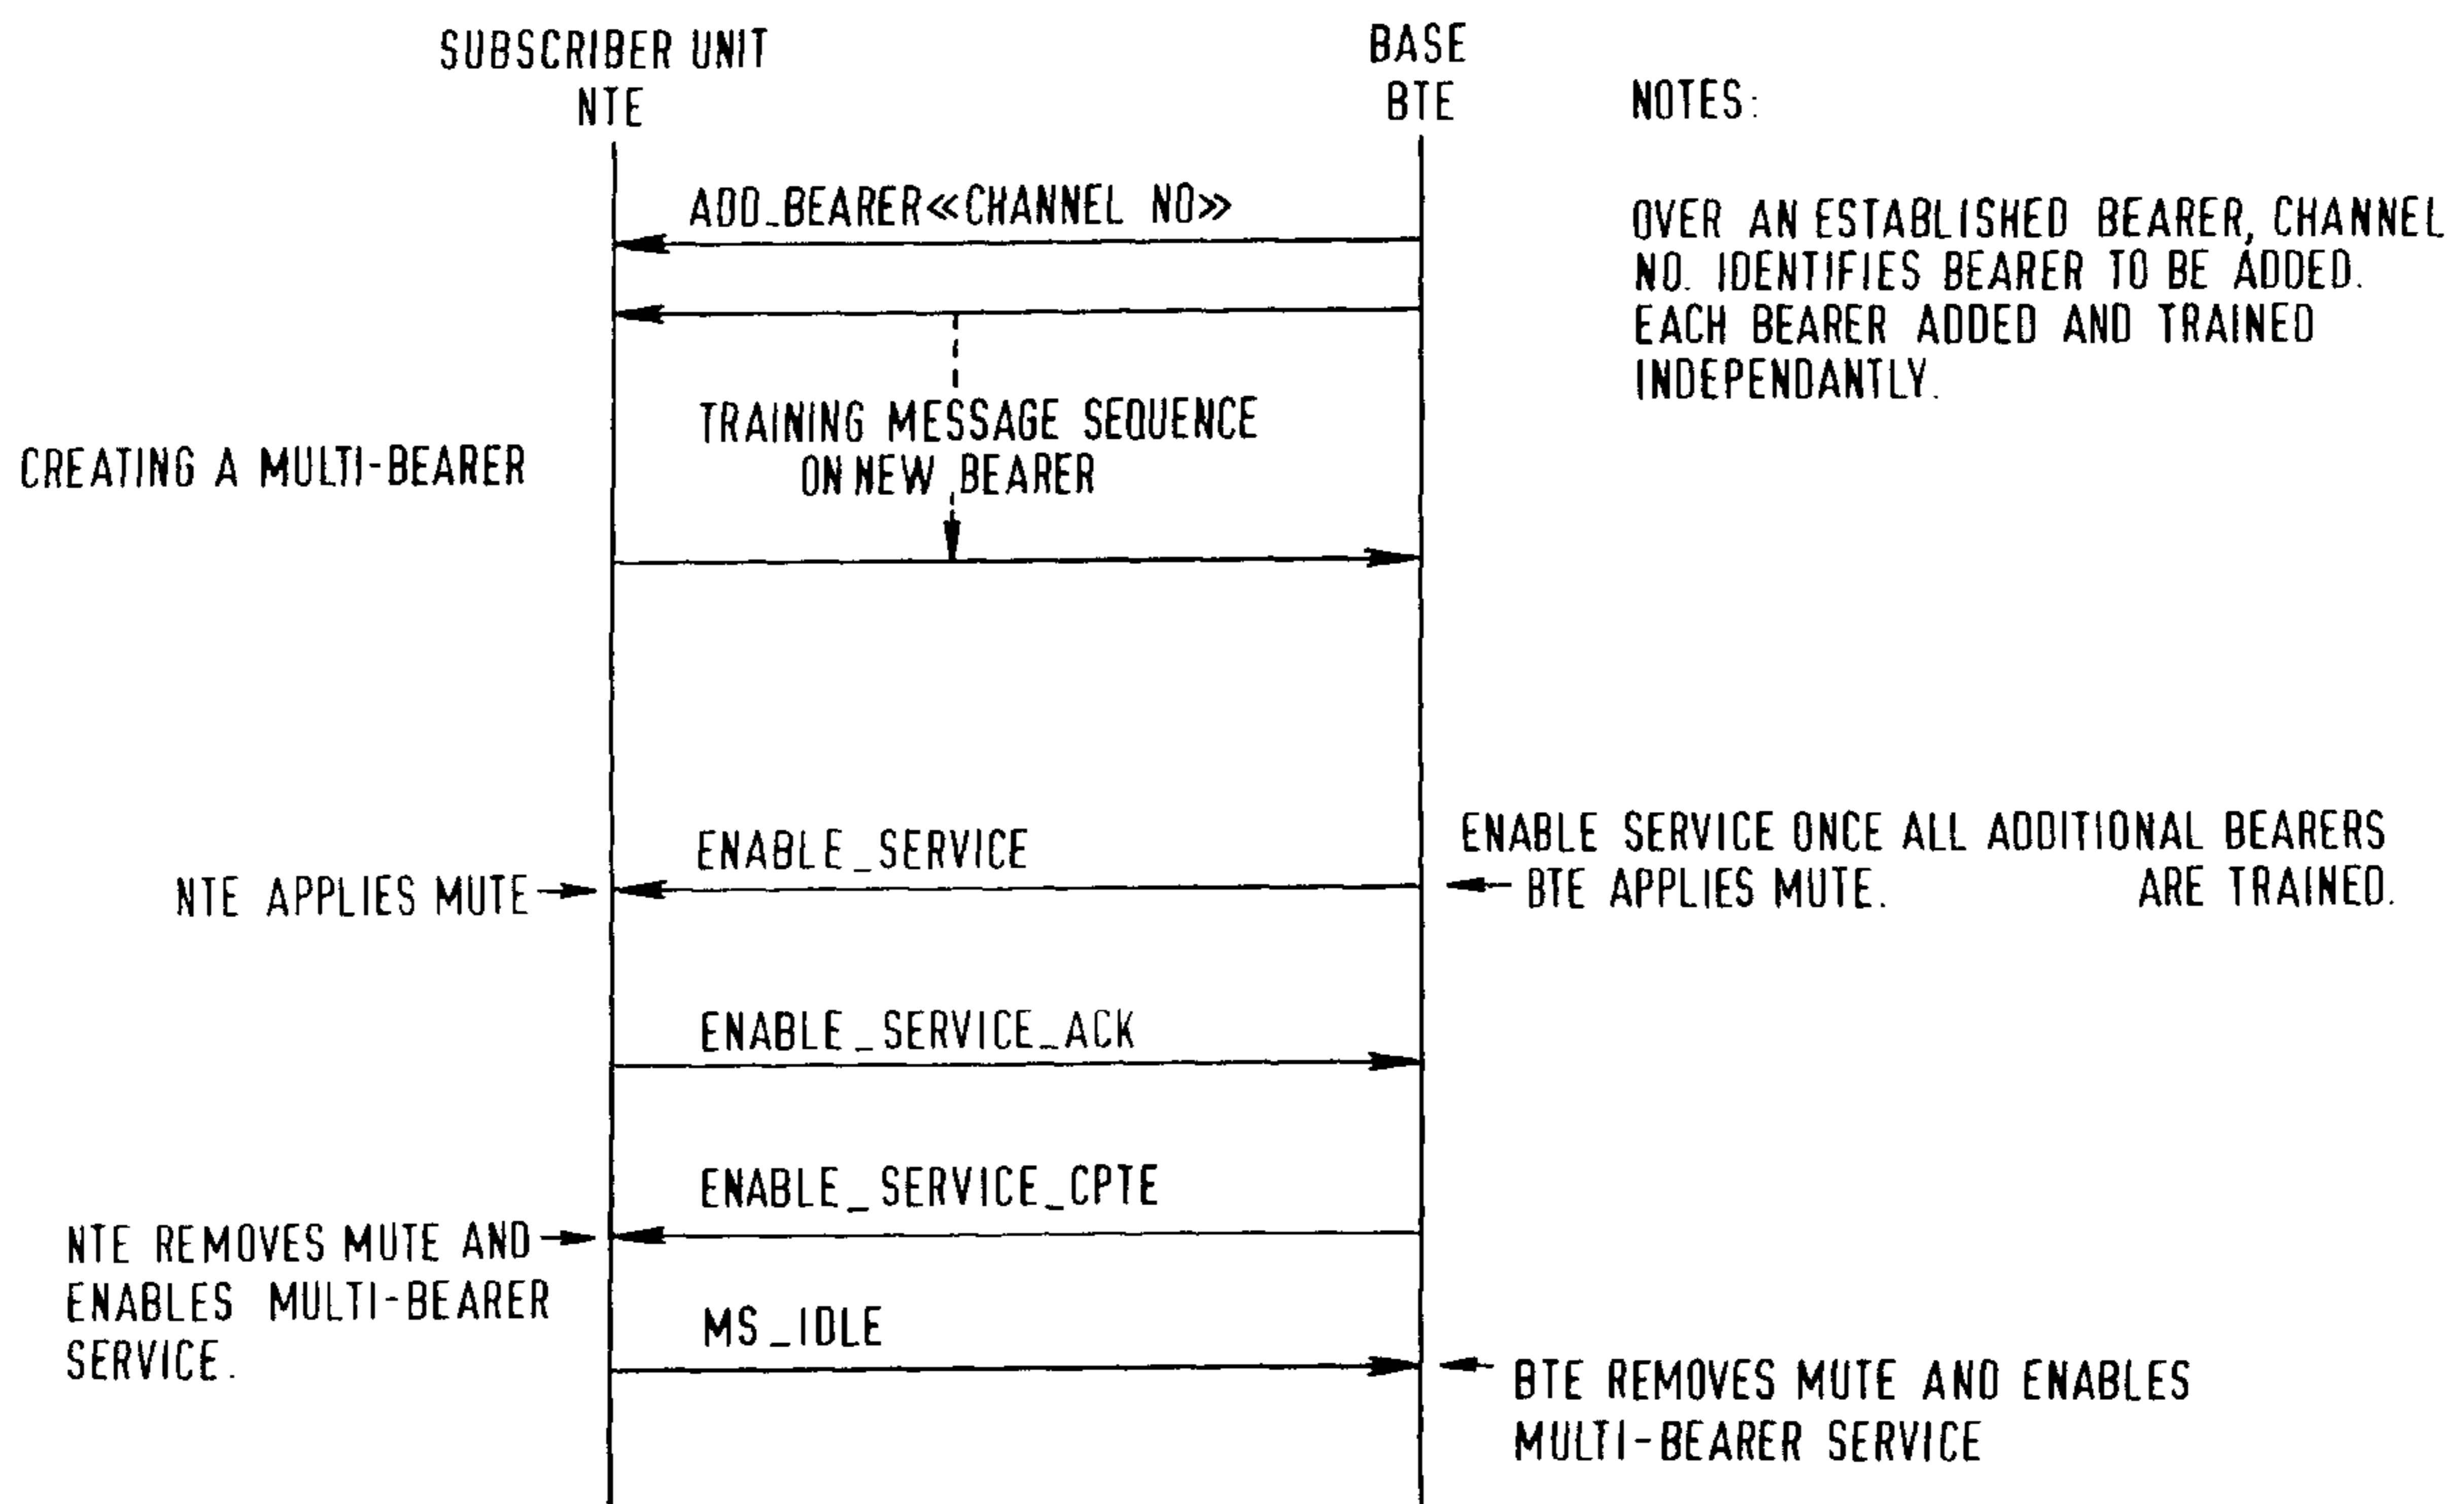 SUBSCRIBER UNIT
NTE
BASE
BTE
NOTES:
ADD_BEARER«CHANNEL NO»
OVER AN ESTABLISHED BEARER, CHANNEL
NO. IDENTIFIES BEARER TO BE ADDED.
EACH BEARER ADDED AND TRAINED
INDEPENDANTLY.
TRAINING MESSAGE SEQUENCE
ON NEW BEARER
CREATING A MULTI-BEARER
ENABLE_SERVICE
ENABLE SERVICE ONCE ALL ADDITIONAL BEARERS
ARE TRAINED.
NTE APPLIES MUTE
BTE APPLIES MUTE.
ENABLE_SERVICE_ACK
ENABLE_SERVICE_CPTE
NTE REMOVES MUTE AND
ENABLES MULTI-BEARER
SERVICE.
MS_IDLE
BTE REMOVES MUTE AND ENABLES
MULTI-BEARER SERVICE